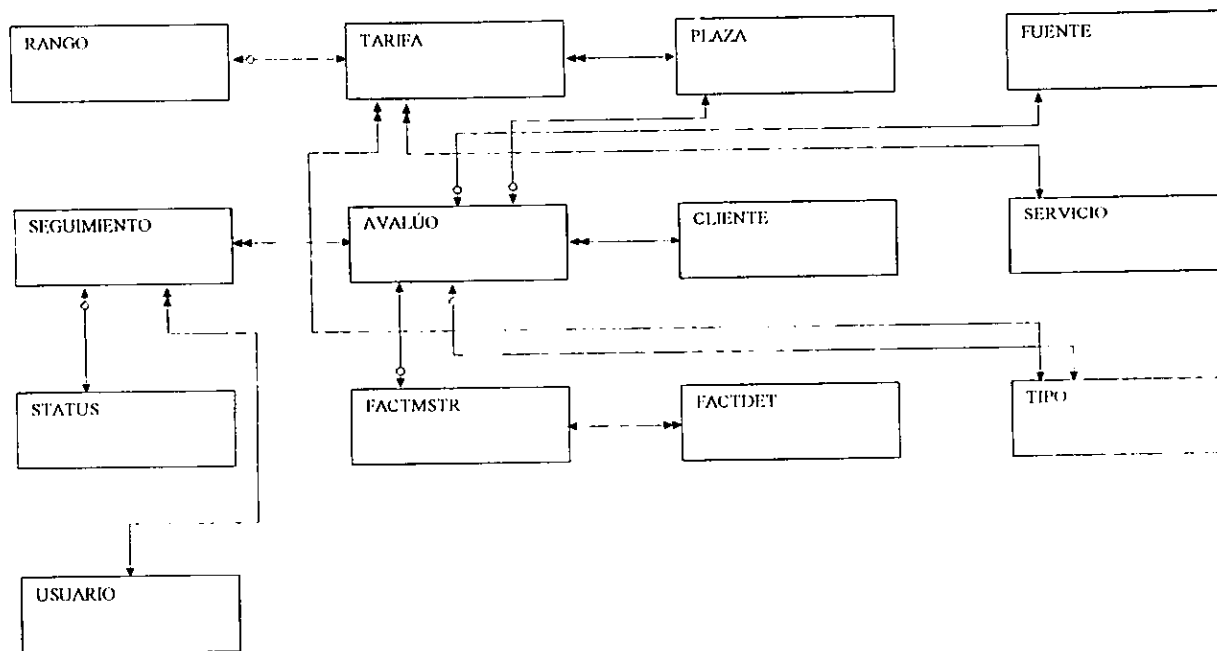 RANGO
TARIFA
PLAZA
FUENTE
SEGUIMIENTO
AVALÚO
CLIENTE
SERVICIO
STATUS
FACTMSTR
FACTDET
TIPO
USUARIO